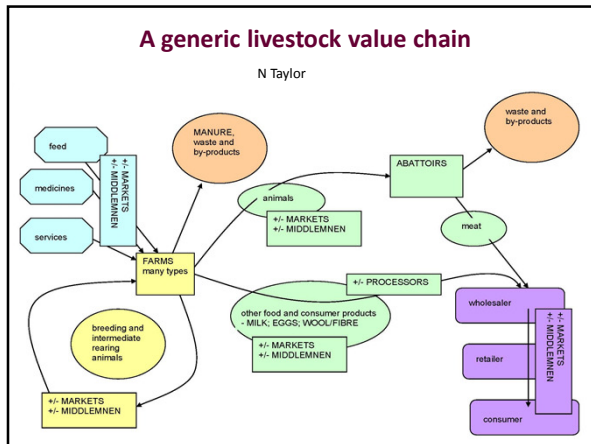 A generic livestock value chain
N Taylor
feed
medicines
services
+/- MARKETS
+/- MIDDLEMNEN
MANURE,
waste and
by-products
animals
+/- MARKETS
+/- MIDDLEMNEN
ABATTOIRS
waste and
by-products
meat
FARMS
many types
+/- PROCESSORS
other food and consumer products
- MILK; EGGS; WOOL/FIBRE
+/- MARKETS
+/- MIDDLEMNEN
breeding and
intermediate
rearing
animals
+/- MARKETS
+/- MIDDLEMNEN
wholesaler
retailer
consumer
+/- MARKETS
+/- MIDDLEMNEN